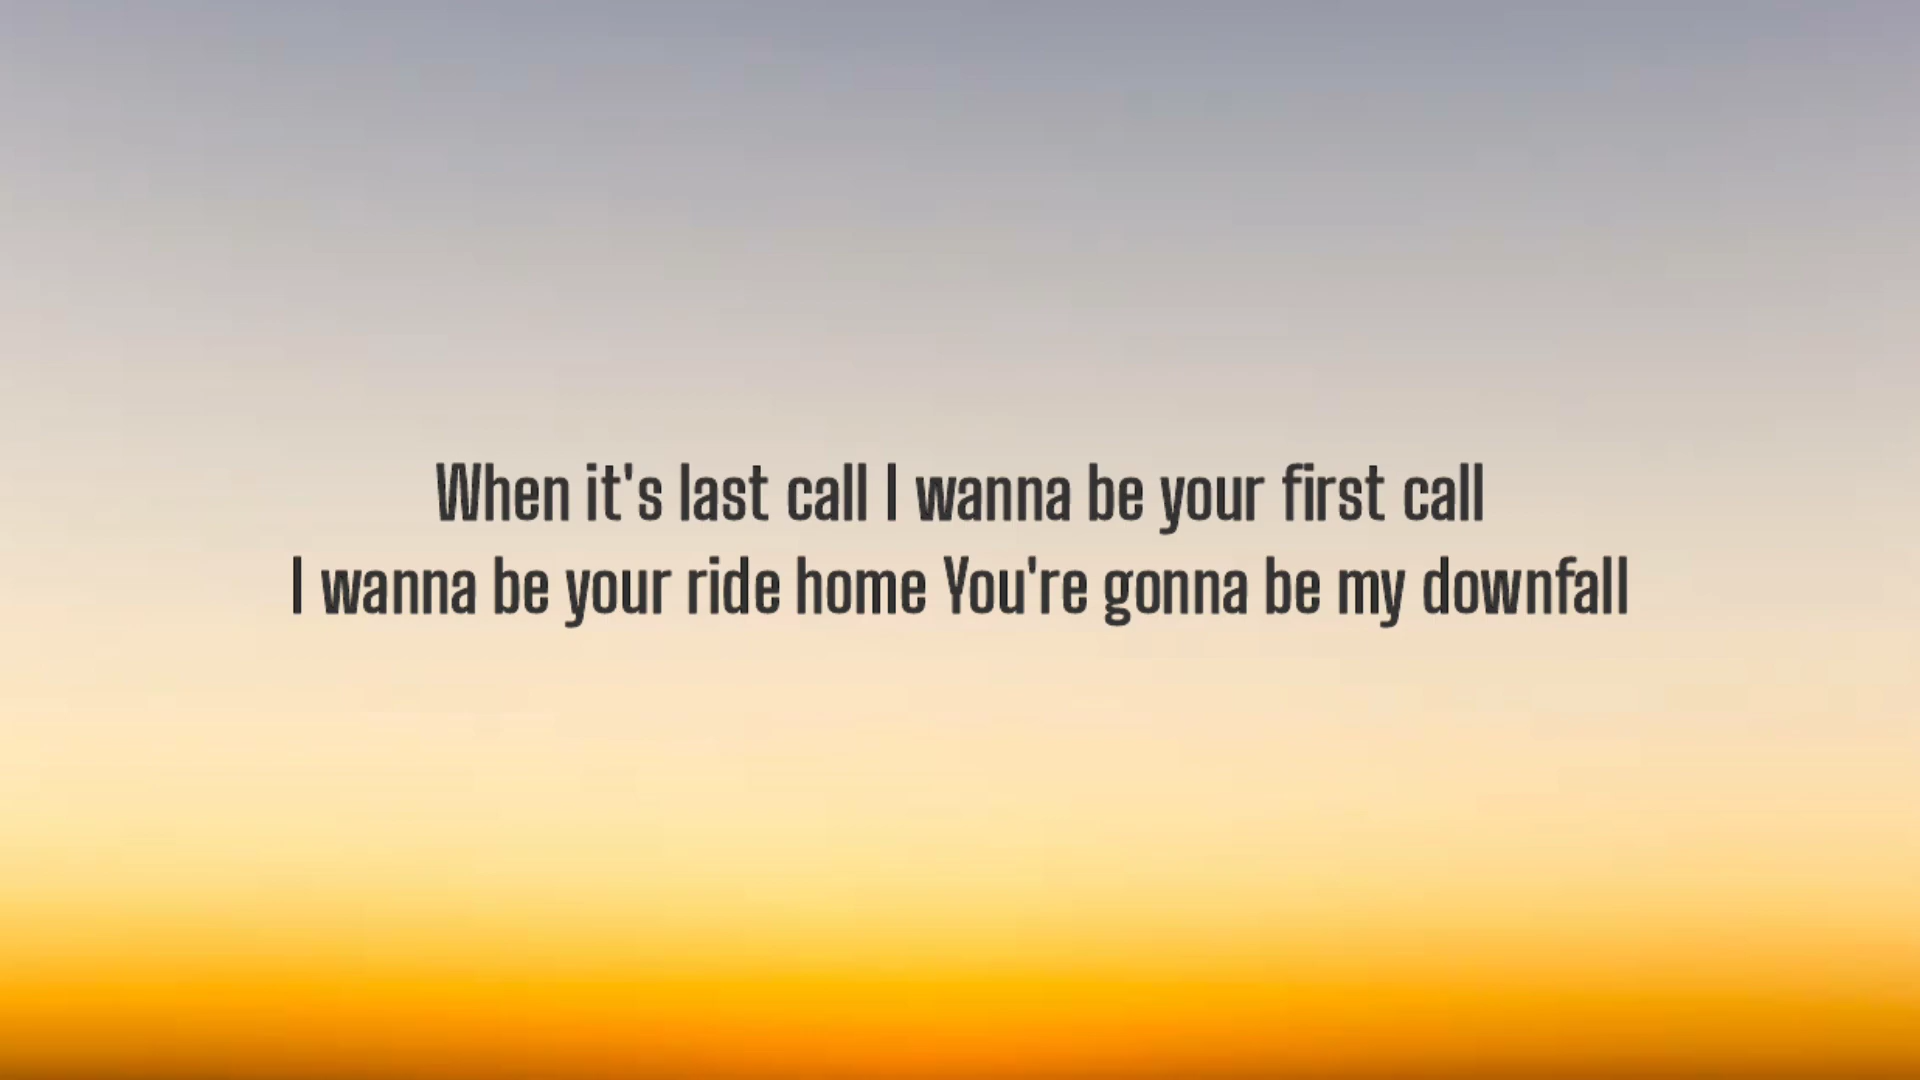 When it's last call I wanna be your first call
I wanna be your ride home You're gonna be my downfall